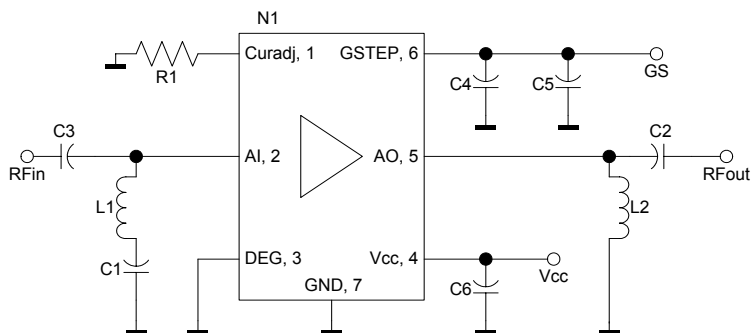 N1
Curadj, 1
GSTEP, 6
R1
C4
C5
GS
C3
C2
AI, 2
AO, 5
RFin
RFout
L1
L2
C1
DEG, 3
Vcc, 4
GND, 7
C6
Vcc